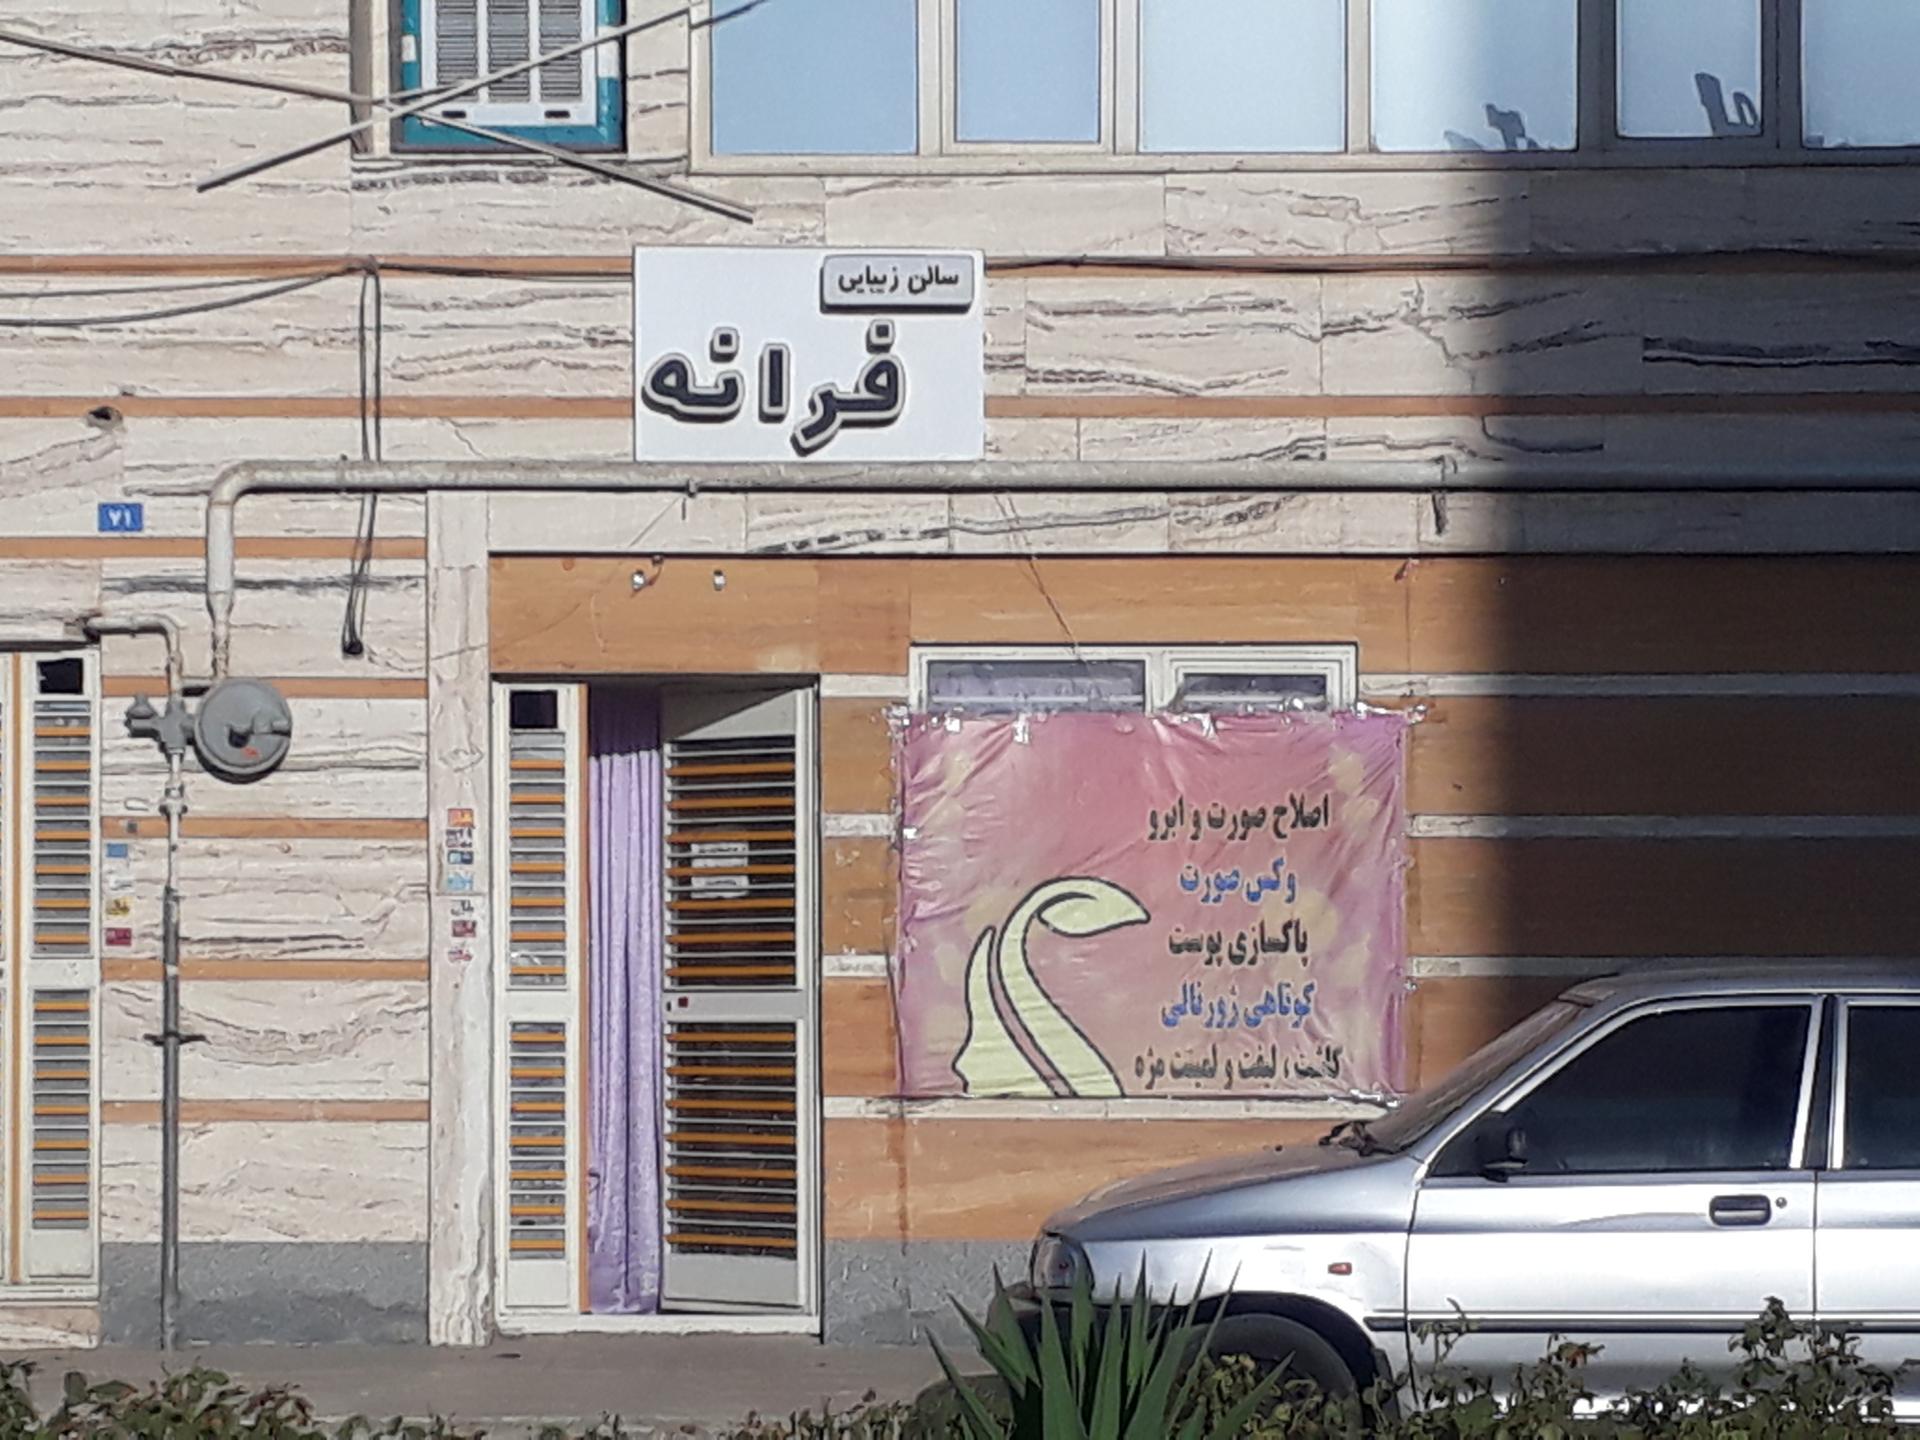 سالن زیبایی
فرانه
۷۱
اصلاح صورت و ابرو
وکس صورت
پاکسازی پوست
کوتاهی ژورنالی
کاشت ، لیفت و لمینت مژه